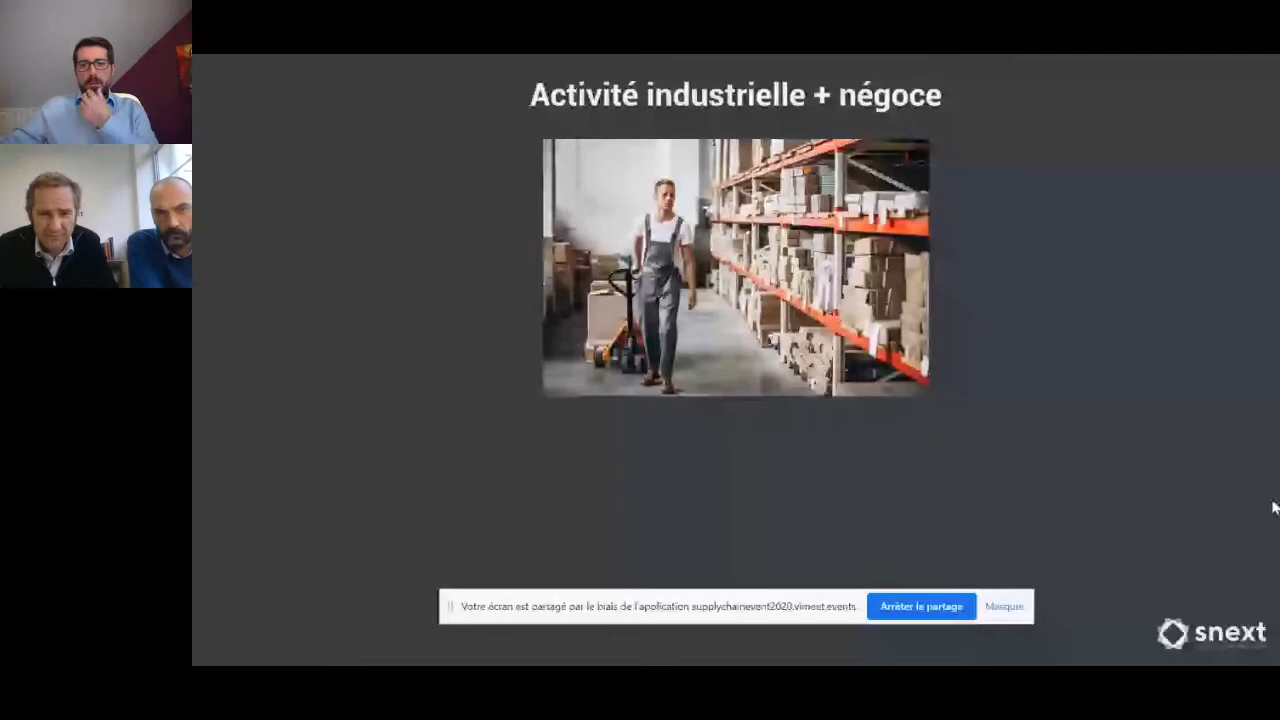 Activité industrielle + négoce
Votre écran est partagé par le biais de l'application supplychainevent2020.vimeet.events.
Arrêter le partage
Masquer
snext